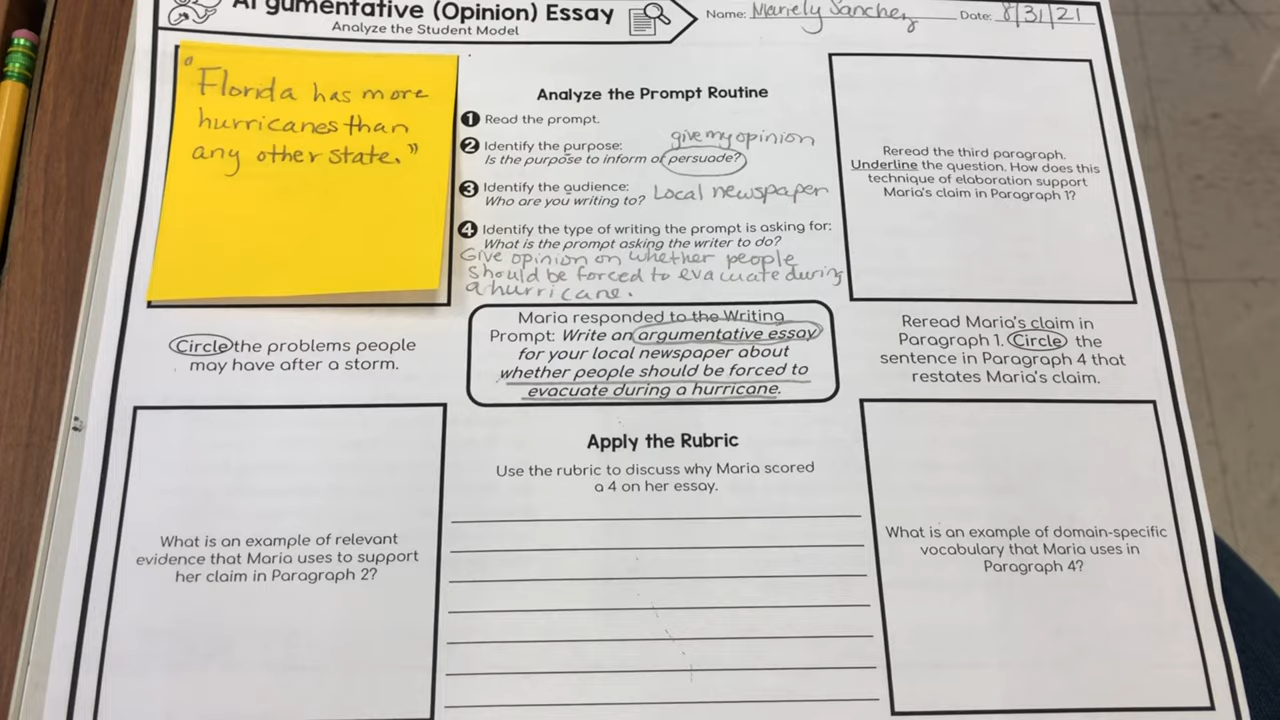 Argumentative (Opinion) Essay
Analyze the Student Model
Name: Mariely Sanchez Date: 8/31/21
"Florida has more
hurricanes than
any other state."
Analyze the Prompt Routine
1 Read the prompt.
2 Identify the purpose:
give my opinion
Is the purpose to inform or persuade?
3 Identify the audience:
Who are you writing to? Local newspaper
4 Identify the type of writing the prompt is asking for:
What is the prompt asking the writer to do?
Give opinion on whether people
should be forced to evacuate during
a hurricane.
Reread the third paragraph.
Underline the question. How does this
technique of elaboration support
Maria's claim in Paragraph 1?
Circle the problems people
may have after a storm.
Maria responded to the Writing
Prompt: Write an argumentative essay
for your local newspaper about
whether people should be forced to
evacuate during a hurricane.
Reread Maria's claim in
Paragraph 1. Circle the
sentence in Paragraph 4 that
restates Maria's claim.
What is an example of relevant
evidence that Maria uses to support
her claim in Paragraph 2?
Apply the Rubric
Use the rubric to discuss why Maria scored
a 4 on her essay.
What is an example of domain-specific
vocabulary that Maria uses in
Paragraph 4?